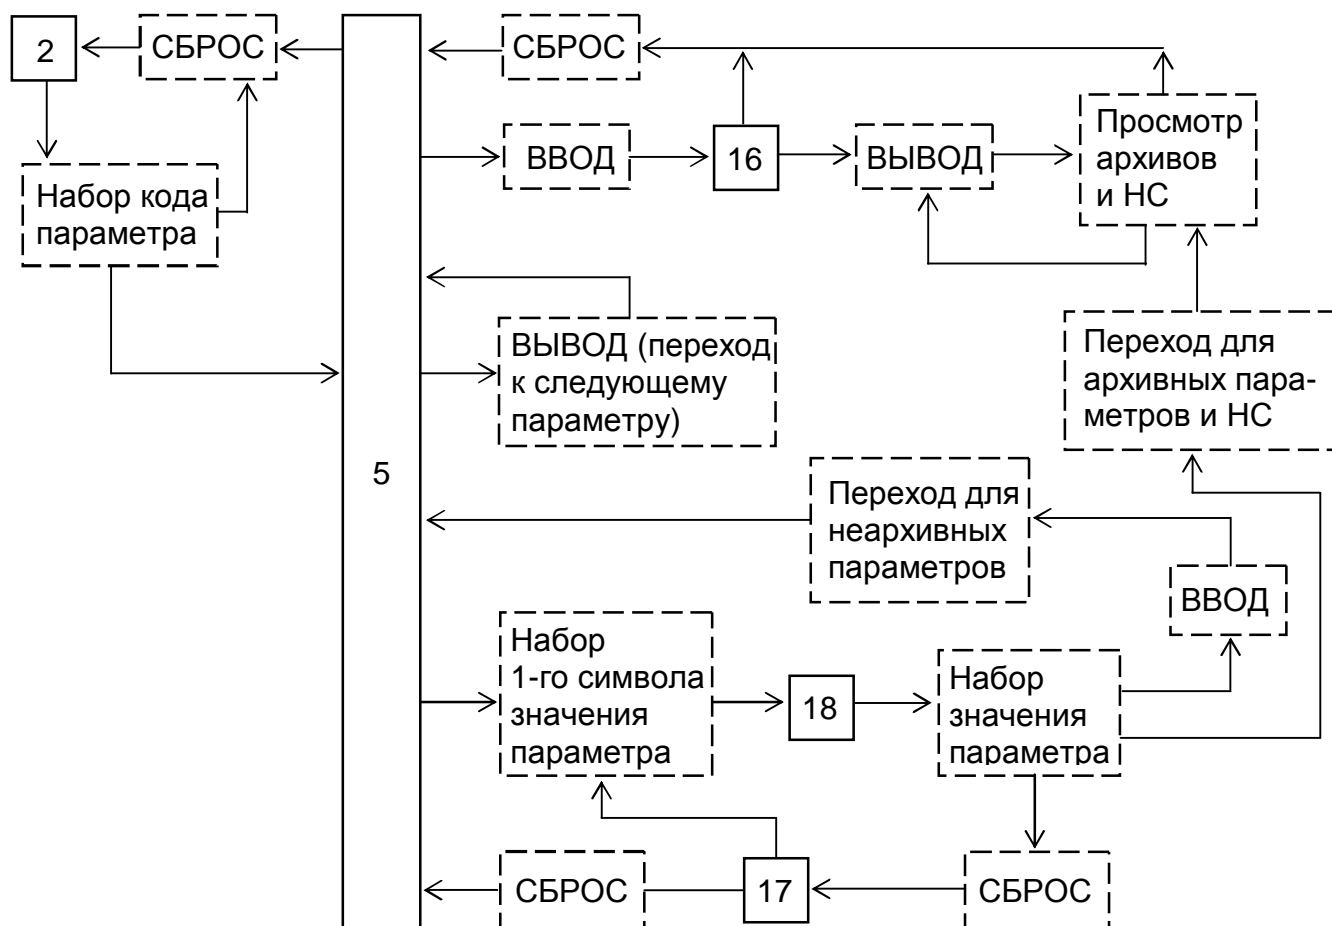 2
СБРОС
СБРОС
ВВОД
16
ВЫВОД
Просмотр
архивов
и НС
Набор кода
параметра
ВЫВОД (переход
к следующему
параметру)
Переход для
архивных пара-
метров и НС
5
Переход для
неархивных
параметров
ВВОД
Набор
1-го символа
значения
параметра
18
Набор
значения
параметра
СБРОС
17
СБРОС